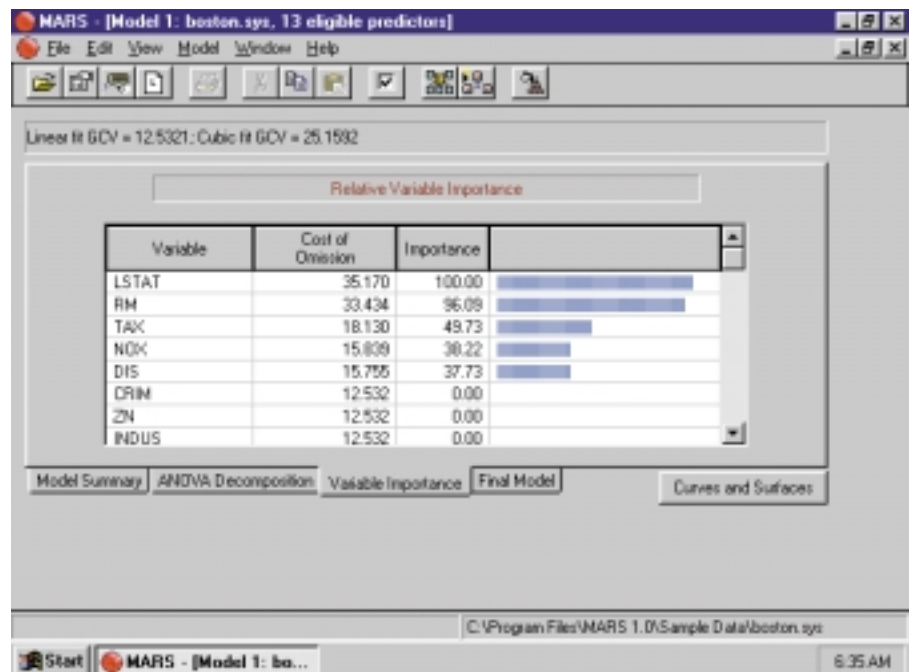 MARS - [Model 1: boston.sys, 13 eligible predictors]
File Edit View Model Window Help
Linear fit GCV = 12.5321; Cubic fit GCV = 25.1592
Relative Variable Importance
Variable Cost of Omission Importance
LSTAT 35.170 100.00
RM 33.434 96.09
TAX 18.130 49.73
NOX 15.839 38.22
DIS 15.755 37.73
CRIM 12.532 0.00
ZN 12.532 0.00
INDUS 12.532 0.00
Model Summary ANOVA Decomposition Variable Importance Final Model Curves and Surfaces
C:\Program Files\MARS 1.0\Sample Data\boston.sys
Start MARS - [Model 1: bo... 6:35 AM